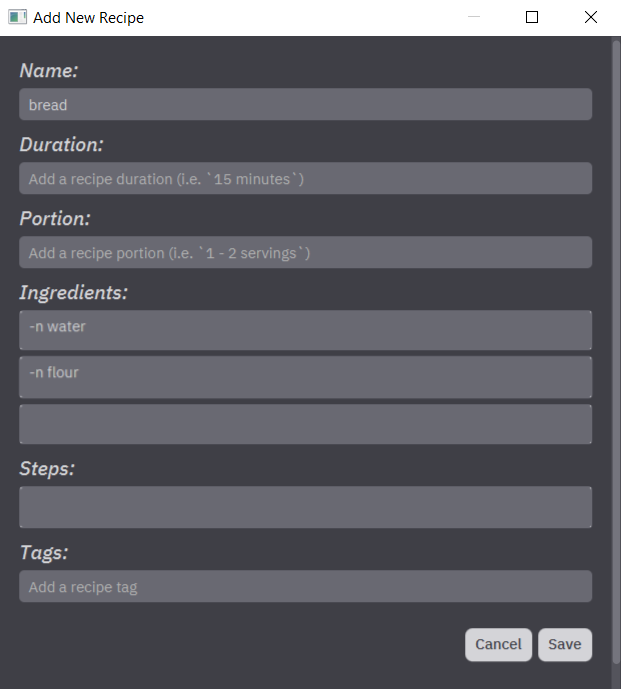 Add New Recipe
Name:
bread
Duration:
Add a recipe duration (i.e. `15 minutes`)
Portion:
Add a recipe portion (i.e. `1 - 2 servings`)
Ingredients:
-n water
-n flour
Steps:
Tags:
Add a recipe tag
Cancel Save